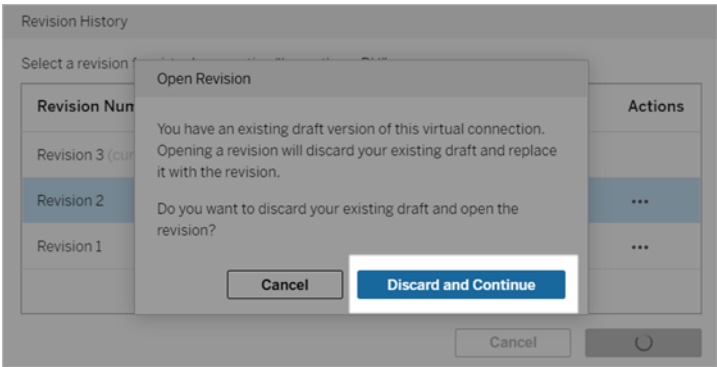 Revision History
Select a revision
Open Revision
Revision Num
Actions
You have an existing draft version of this virtual connection.
Opening a revision will discard your existing draft and replace
it with the revision.
Revision 3 (cur
Revision 2
Do you want to discard your existing draft and open the
revision?
Revision 1
Cancel
Discard and Continue
Cancel